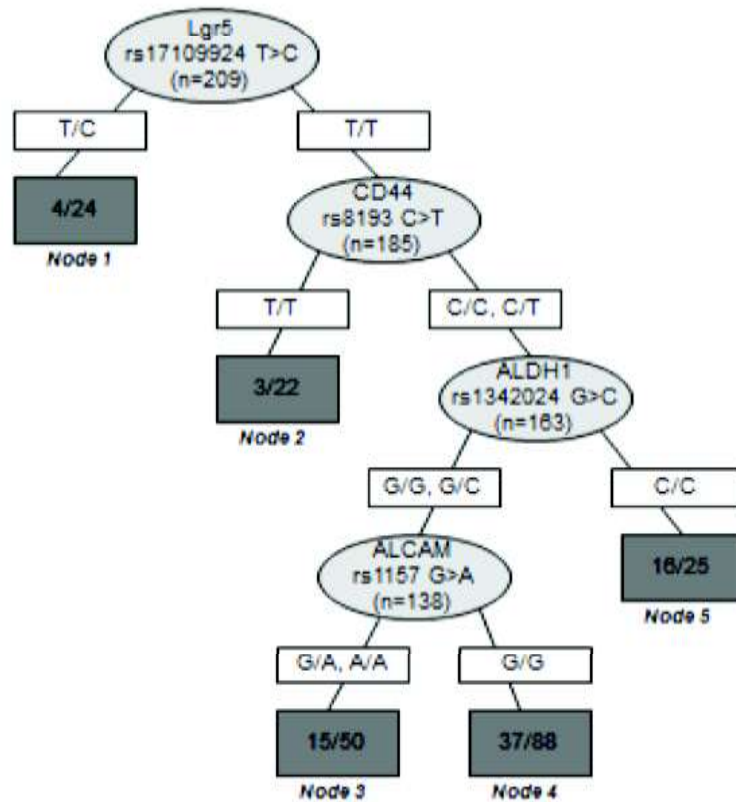 Lgr5
rs17109924 T>C
(n=209)
T/C
T/T
4/24
Node 1
CD44
rs8193 C>T
(n=185)
T/T
C/C, C/T
3/22
Node 2
ALDH1
rs1342024 G>C
(n=163)
G/G, G/C
C/C
ALCAM
rs1157 G>A
(n=138)
16/25
Node 5
G/A, A/A
G/G
15/50
37/88
Node 3
Node 4